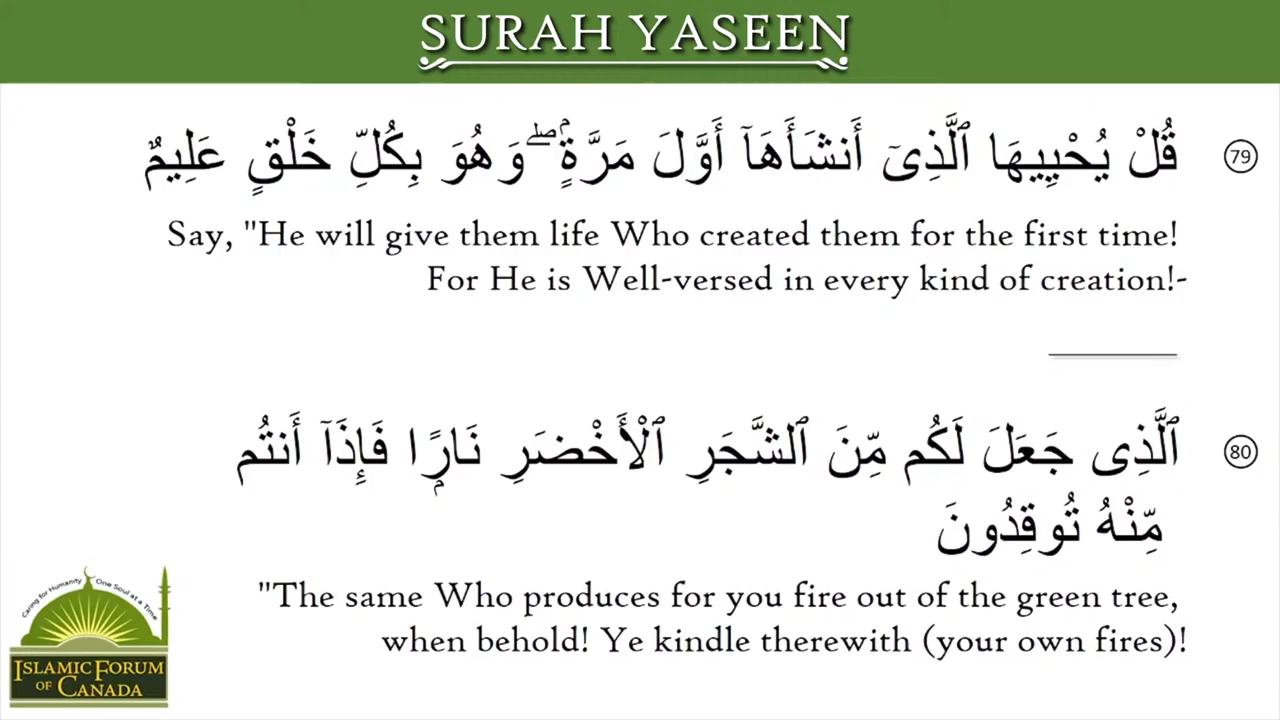 SURAH YASEEN
قُلْ يُحْيِيهَا ٱلَّذِىٓ أَنشَأَهَآ أَوَّلَ مَرَّةٍۢ ۖ وَهُوَ بِكُلِّ خَلْقٍ عَلِيمٌ
79
Say, "He will give them life Who created them for the first time!
For He is Well-versed in every kind of creation!-
ٱلَّذِى جَعَلَ لَكُم مِّنَ ٱلشَّجَرِ ٱلْأَخْضَرِ نَارًۭا فَإِذَآ أَنتُم
80
مِّنْهُ تُوقِدُونَ
"The same Who produces for you fire out of the green tree,
when behold! Ye kindle therewith (your own fires)!
Caring for Humanity One Soul at a Time
ISLAMIC FORUM
OF CANADA